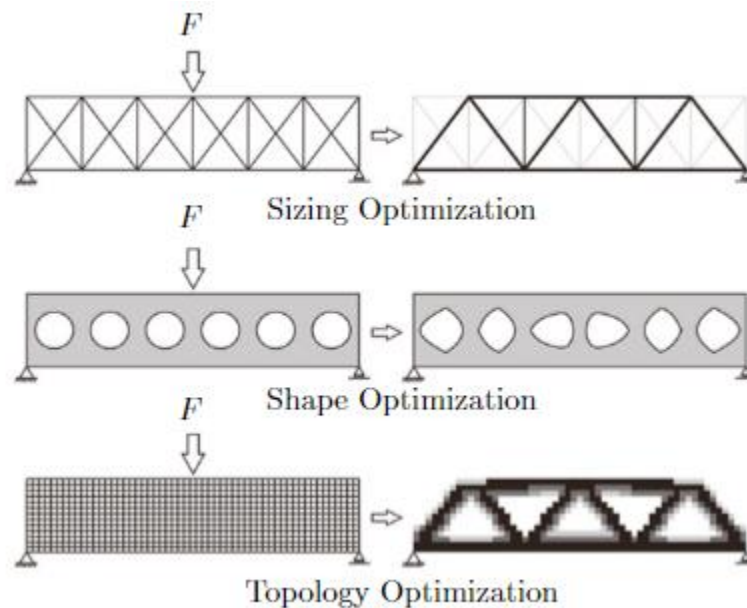 F
Sizing Optimization
F
Shape Optimization
F
Topology Optimization